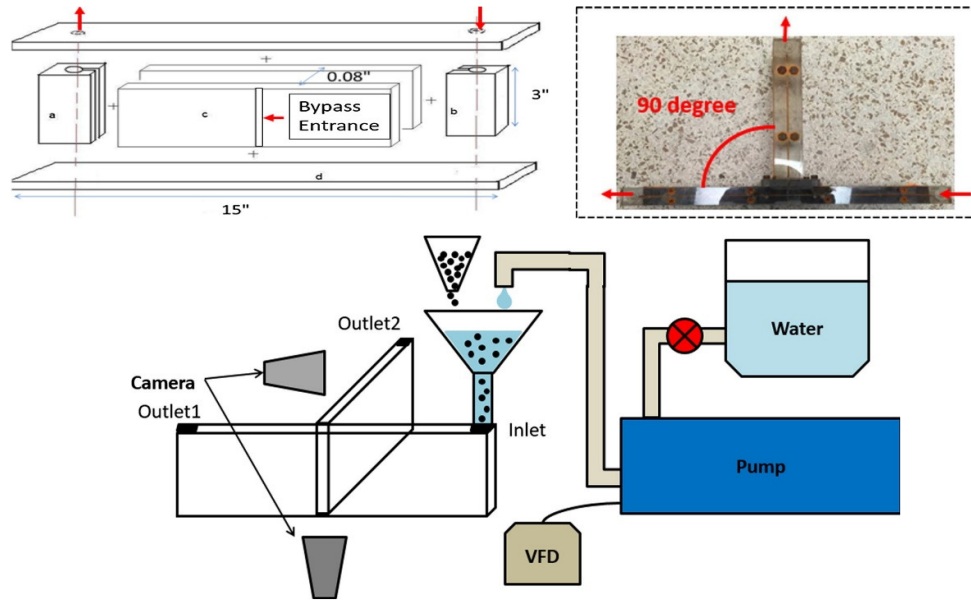 0.08"
3"
a
c
b
Bypass
Entrance
d
15"
90 degree
Outlet2
Camera
Outlet1
Inlet
Water
Pump
VFD